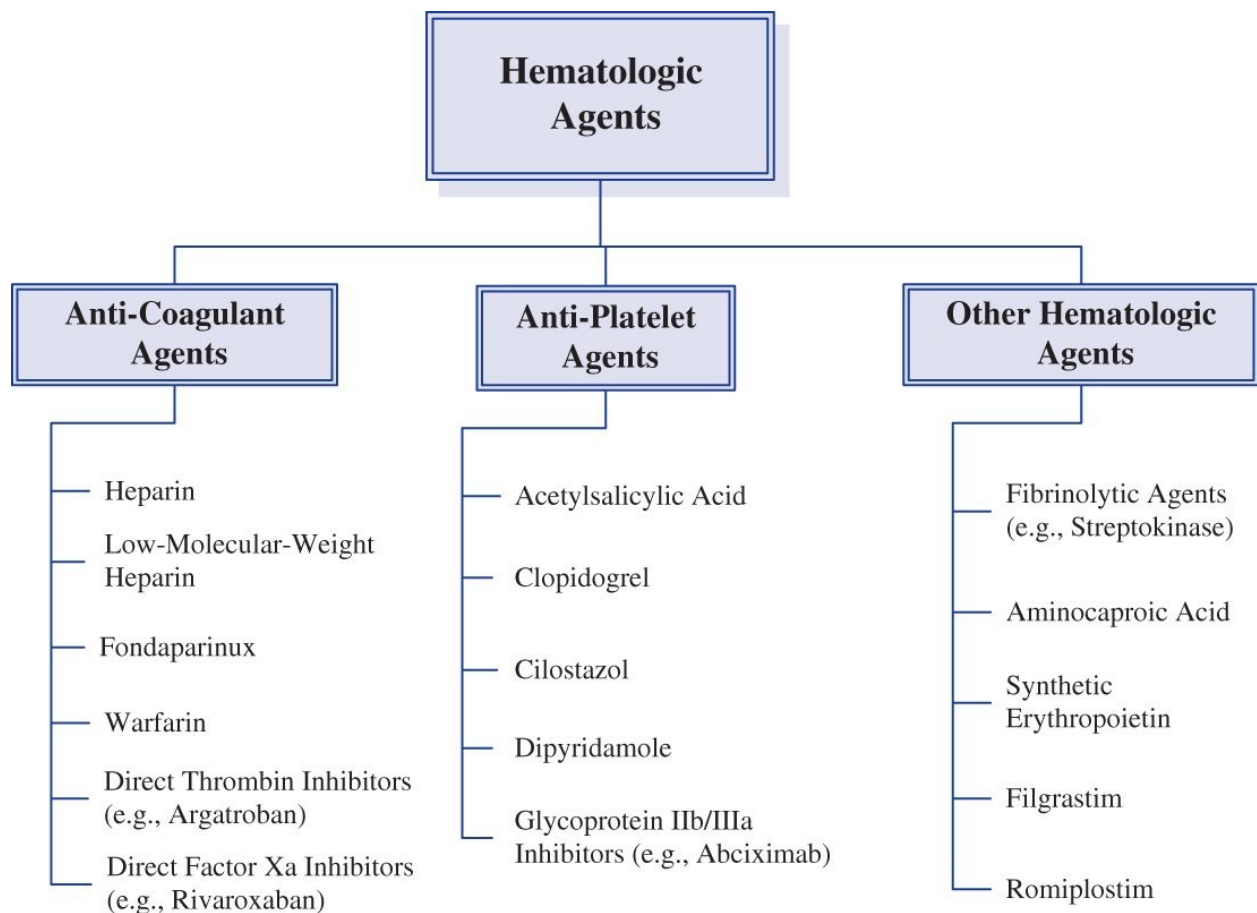 Hematologic
Agents
Anti-Coagulant
Agents
Heparin
Low-Molecular-Weight
Heparin
Fondaparinux
Warfarin
Direct Thrombin Inhibitors
(e.g., Argatroban)
Direct Factor Xa Inhibitors
(e.g., Rivaroxaban)
Anti-Platelet
Agents
Acetylsalicylic Acid
Clopidogrel
Cilostazol
Dipyridamole
Glycoprotein IIb/IIIa
Inhibitors (e.g., Abciximab)
Other Hematologic
Agents
Fibrinolytic Agents
(e.g., Streptokinase)
Aminocaproic Acid
Synthetic
Erythropoietin
Filgrastim
Romiplostim